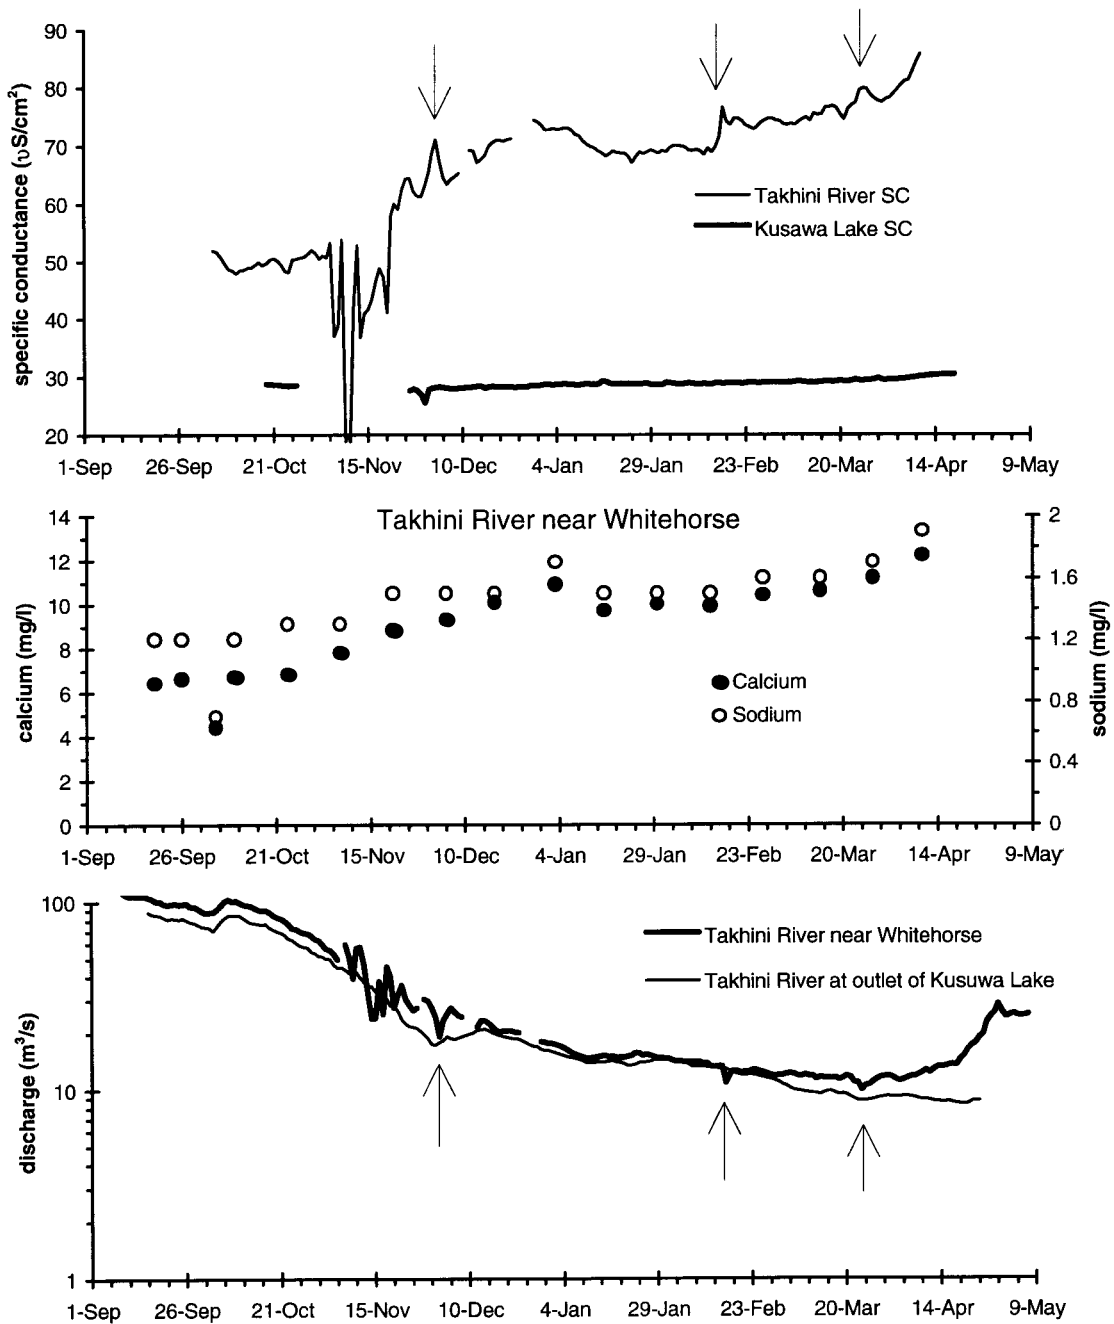 90
80
70
60
50
40
30
20
specific conductance (υS/cm²)
Takhini River SC
Kusawa Lake SC
1-Sep 26-Sep 21-Oct 15-Nov 10-Dec 4-Jan 29-Jan 23-Feb 20-Mar 14-Apr 9-May
Takhini River near Whitehorse
14
12
10
8
6
4
2
0
calcium (mg/l)
2
1.6
1.2
0.8
0.4
0
sodium (mg/l)
Calcium
Sodium
1-Sep 26-Sep 21-Oct 15-Nov 10-Dec 4-Jan 29-Jan 23-Feb 20-Mar 14-Apr 9-May
100
10
1
discharge (m³/s)
Takhini River near Whitehorse
Takhini River at outlet of Kusuwa Lake
1-Sep 26-Sep 21-Oct 15-Nov 10-Dec 4-Jan 29-Jan 23-Feb 20-Mar 14-Apr 9-May